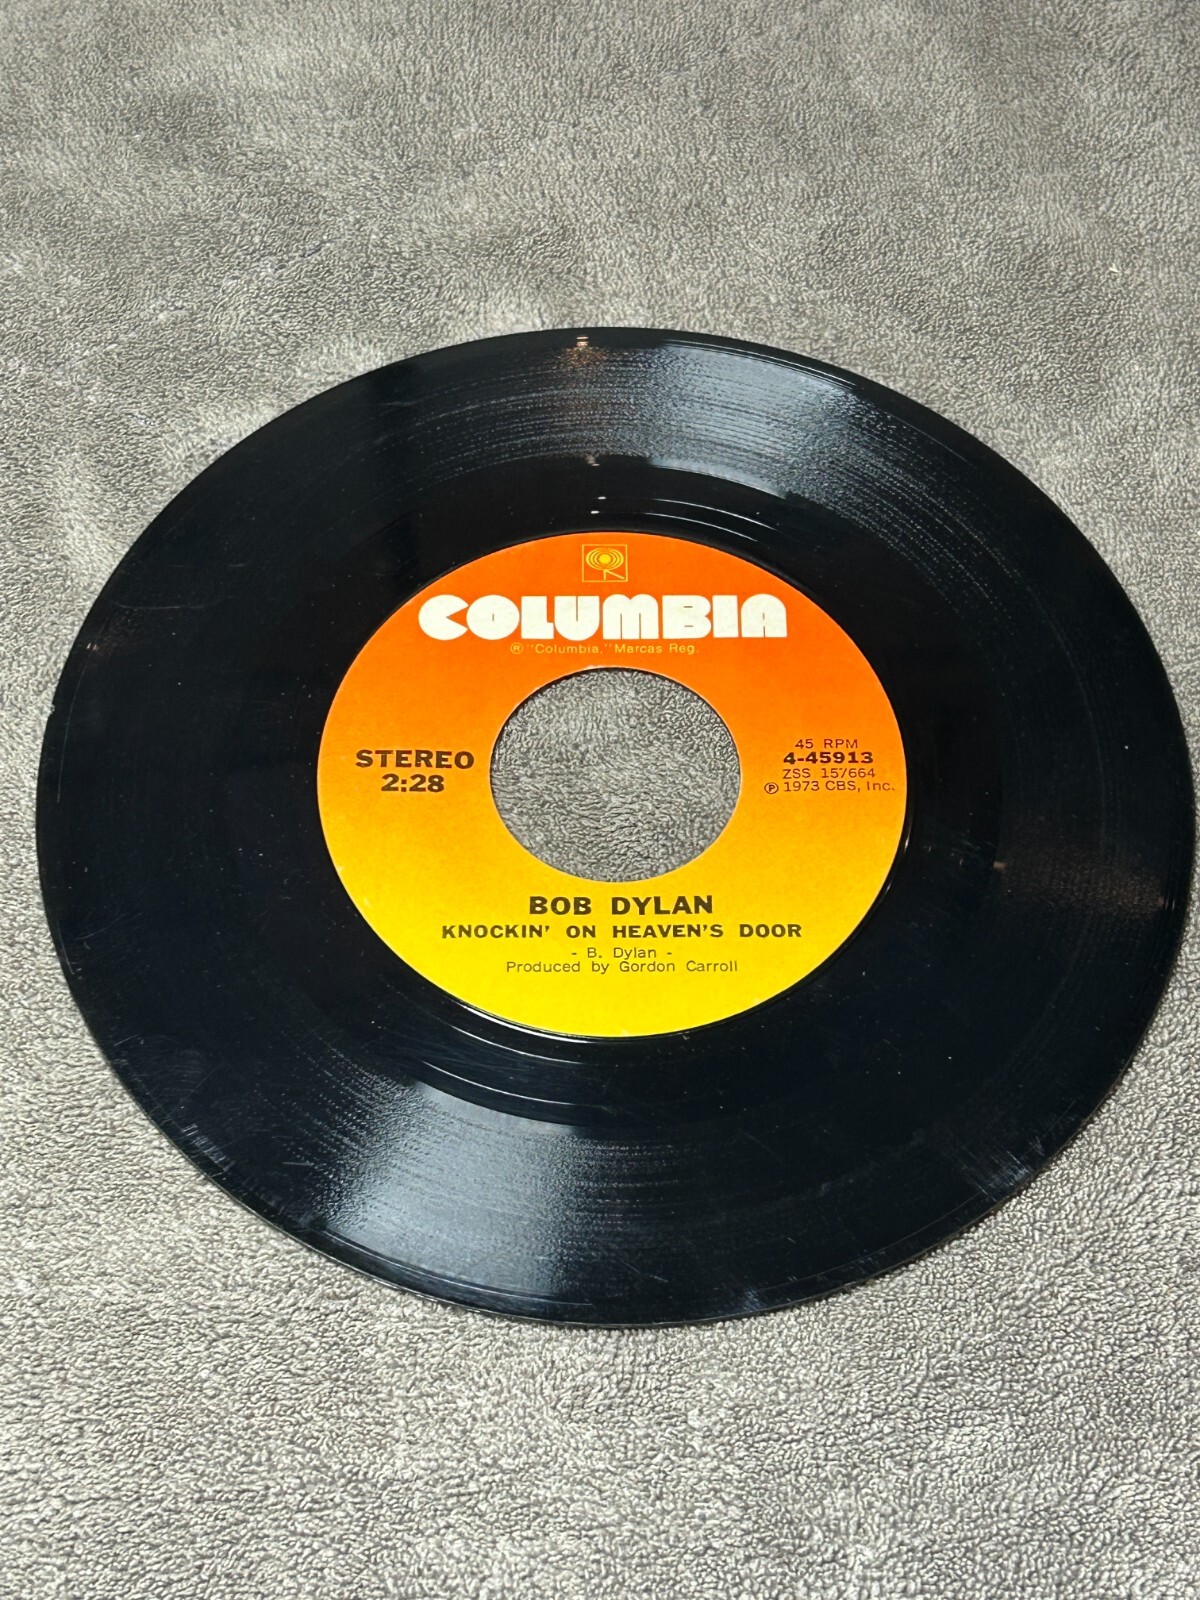 COLUMBIA
® "Columbia," Marcas Reg.
STEREO
2:28
45 RPM
4-45913
ZSS 157664
℗ 1973 CBS, Inc.
BOB DYLAN
KNOCKIN' ON HEAVEN'S DOOR
- B. Dylan -
Produced by Gordon Carroll